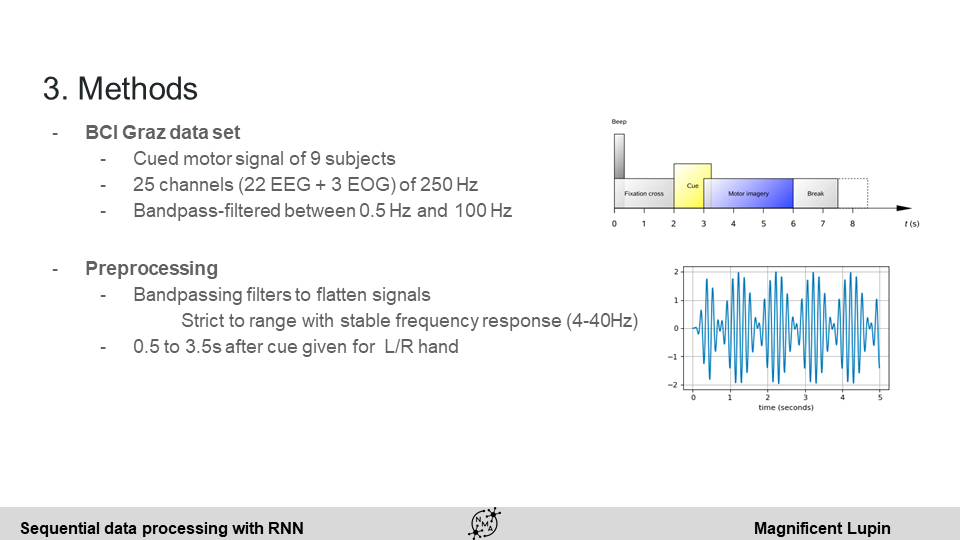 3. Methods
- BCI Graz data set
- Cued motor signal of 9 subjects
- 25 channels (22 EEG + 3 EOG) of 250 Hz
- Bandpass-filtered between 0.5 Hz and 100 Hz
- Preprocessing
- Bandpassing filters to flatten signals
Strict to range with stable frequency response (4-40Hz)
- 0.5 to 3.5s after cue given for L/R hand
Beep
Fixation cross
Cue
Motor imagery
Break
0 1 2 3 4 5 6 7 8 t (s)
2
1
0
−1
−2
0 1 2 3 4 5
time (seconds)
Sequential data processing with RNN
NMA
Magnificent Lupin